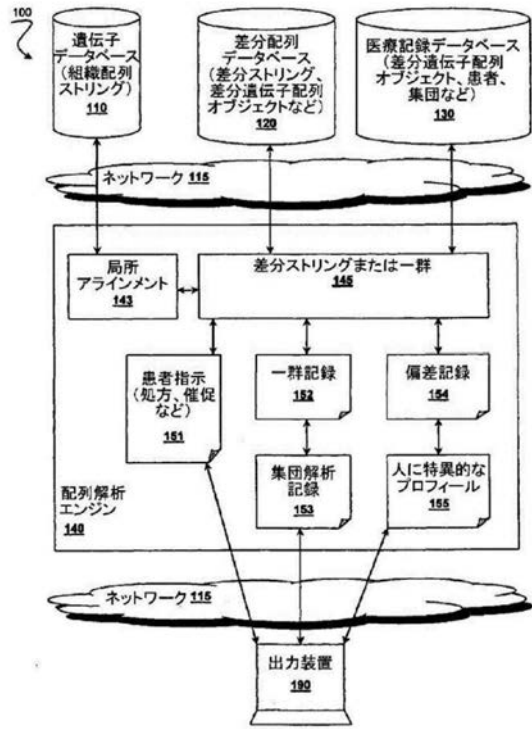 100
遺伝子
データベース
(組織配列
ストリング)
110
差分配列
データベース
(差分ストリング、
差分遺伝子配列
オブジェクトなど)
120
医療記録データベース
(差分遺伝子配列
オブジェクト、患者、
集団など)
130
ネットワーク 115
局所
アラインメント
143
差分ストリングまたは一群
145
患者指示
(処方、催促
など)
151
一群記録
152
偏差記録
154
集団解析
記録
153
人に特異的な
プロフィール
155
配列解析
エンジン
140
ネットワーク 115
出力装置
190